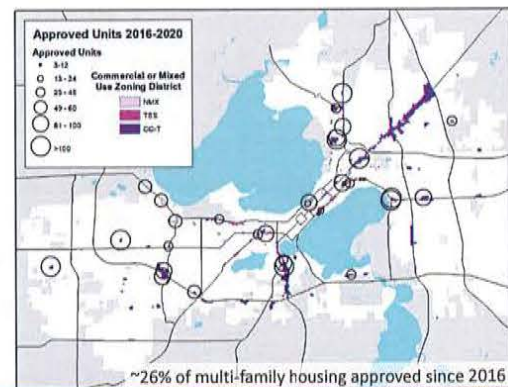 Approved Units 2016-2020
Approved Units
3-12
13 - 24
25 - 48
49 - 60
61 - 100
>100
Commercial or Mixed
Use Zoning District
NMX
TSS
CC-T
~26% of multi-family housing approved since 2016